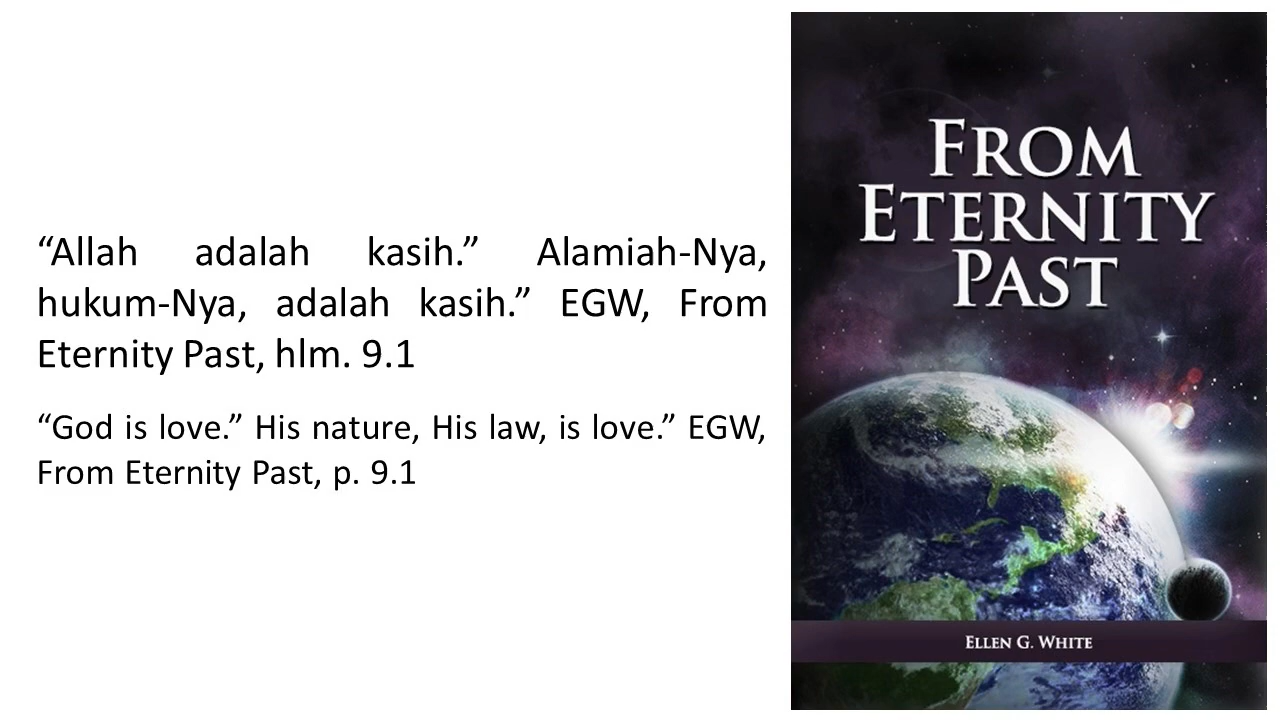 “Allah adalah kasih.” Alamiah-Nya,
hukum-Nya, adalah kasih.” EGW, From
Eternity Past, hlm. 9.1
“God is love.” His nature, His law, is love.” EGW,
From Eternity Past, p. 9.1
FROM
ETERNITY
PAST
ELLEN G. WHITE